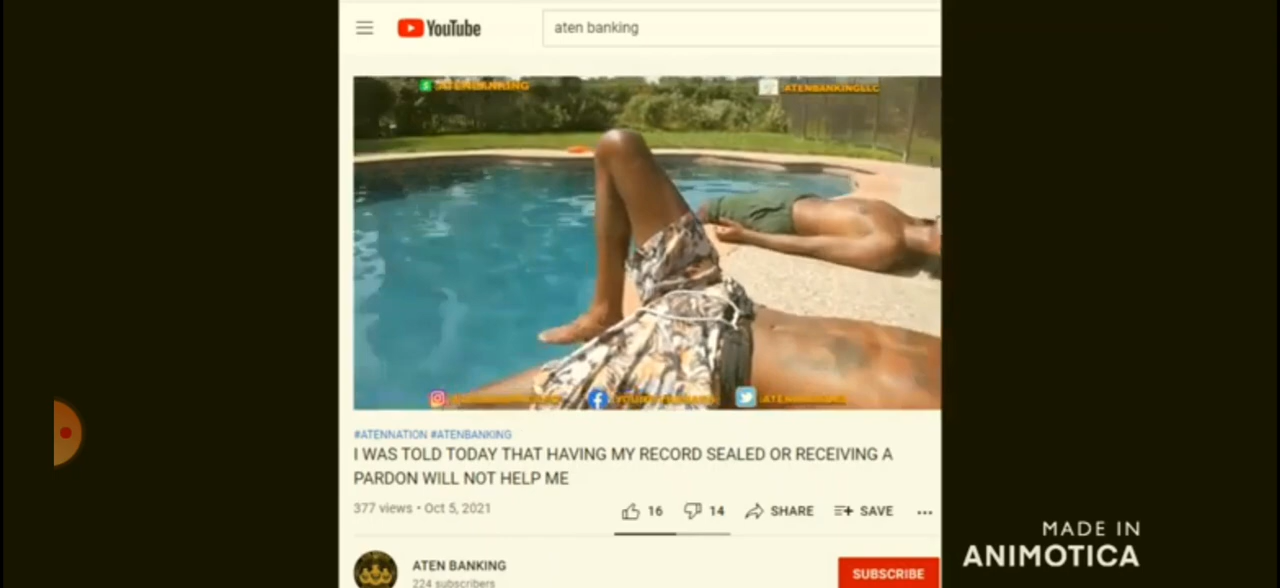 YouTube
aten banking
ATENBANKING
ATENBANKINGLLC
#ATENNATION #ATENBANKING
I WAS TOLD TODAY THAT HAVING MY RECORD SEALED OR RECEIVING A
PARDON WILL NOT HELP ME
377 views • Oct 5, 2021
16
14
SHARE
SAVE
ATEN BANKING
SUBSCRIBE
224 subscribers
MADE IN
ANIMOTICA